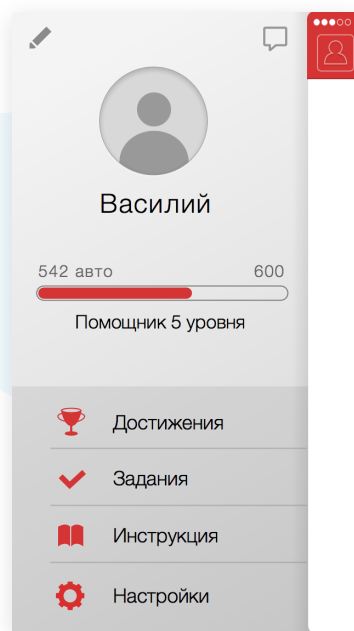 Василий
542 авто 600
Помощник 5 уровня
Достижения
Задания
Инструкция
Настройки